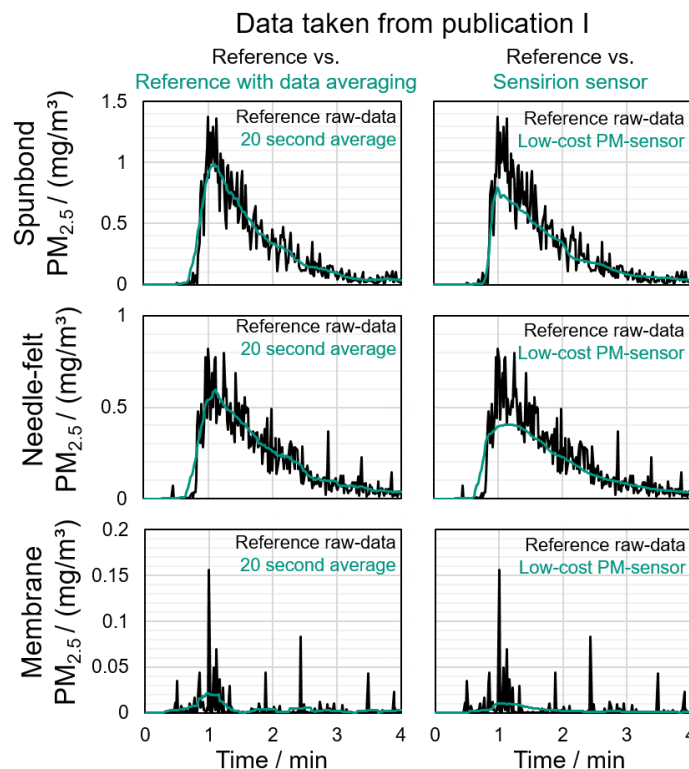 Data taken from publication I
Reference vs.
Reference with data averaging
Reference vs.
Sensirion sensor
Spunbond
PM2.5 / (mg/m³)
1.5
1
0.5
0
Reference raw-data
20 second average
Reference raw-data
Low-cost PM-sensor
Needle-felt
PM2.5 / (mg/m³)
1
0.5
0
Reference raw-data
20 second average
Reference raw-data
Low-cost PM-sensor
Membrane
PM2.5 / (mg/m³)
0.2
0.15
0.1
0.05
0
Reference raw-data
20 second average
Reference raw-data
Low-cost PM-sensor
0 1 2 3 4
Time / min
0 1 2 3 4
Time / min